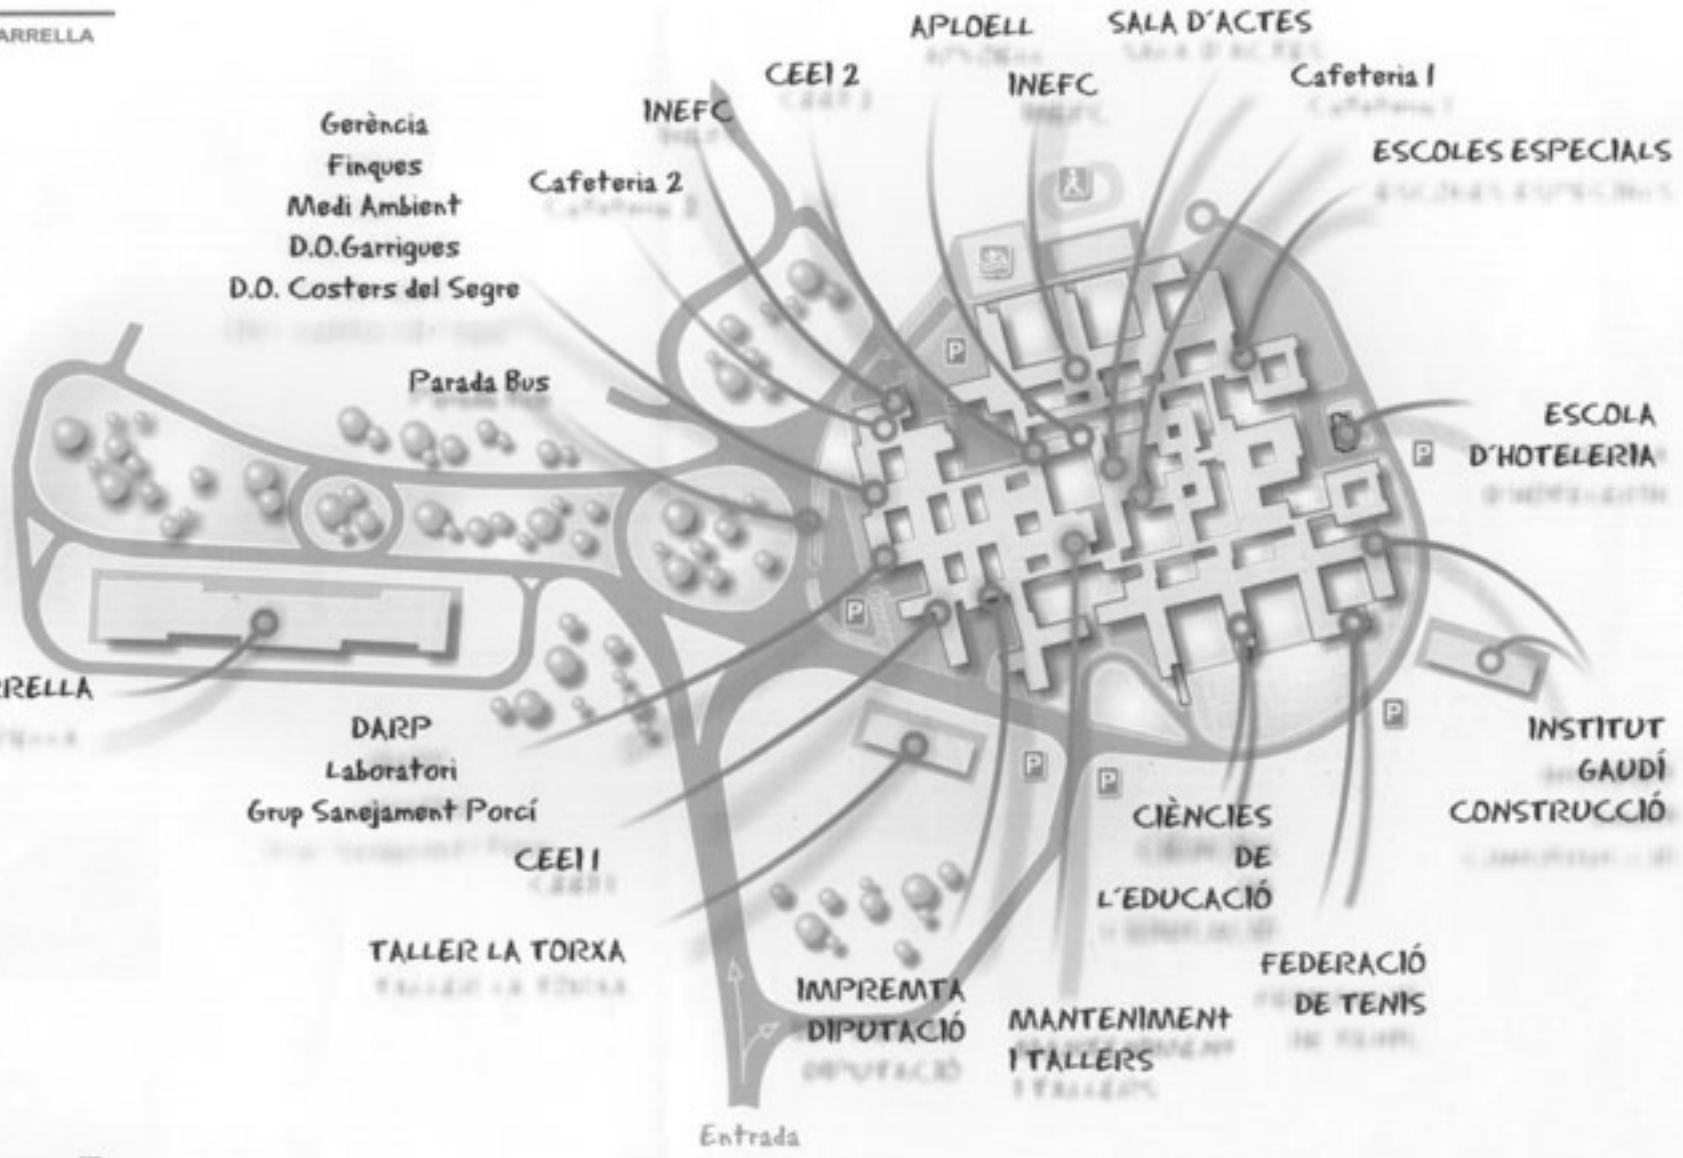 ARRELLA
APLOELL
SALA D'ACTES
CEEI 2
INEFC
Cafeteria 1
INEFC
Gerència
Finques
Medi Ambient
D.O.Garrigues
D.O. Costers del Segre
Cafeteria 2
ESCOLES ESPECIALS
Parada Bus
P
P
P
P
P
P
ESCOLA
D'HOTELERIA
RRELLA
DARP
Laboratori
Grup Sanejament Porcí
CEEI 1
TALLER LA TORXA
IMPREMTA
DIPUTACIÓ
MANTENIMENT
I TALLERS
CIÈNCIES
DE
L'EDUCACIÓ
FEDERACIÓ
DE TENIS
INSTITUT
GAUDÍ
CONSTRUCCIÓ
Entrada